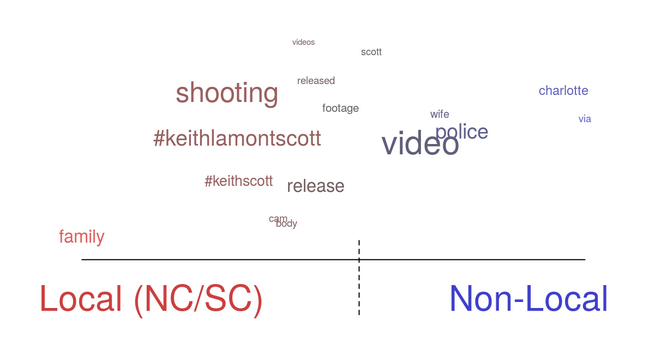 videos
scott
released
charlotte
shooting
footage
wife
via
police
#keithlamontscott
video
#keithscott
release
cam
body
family
Local (NC/SC)
Non-Local